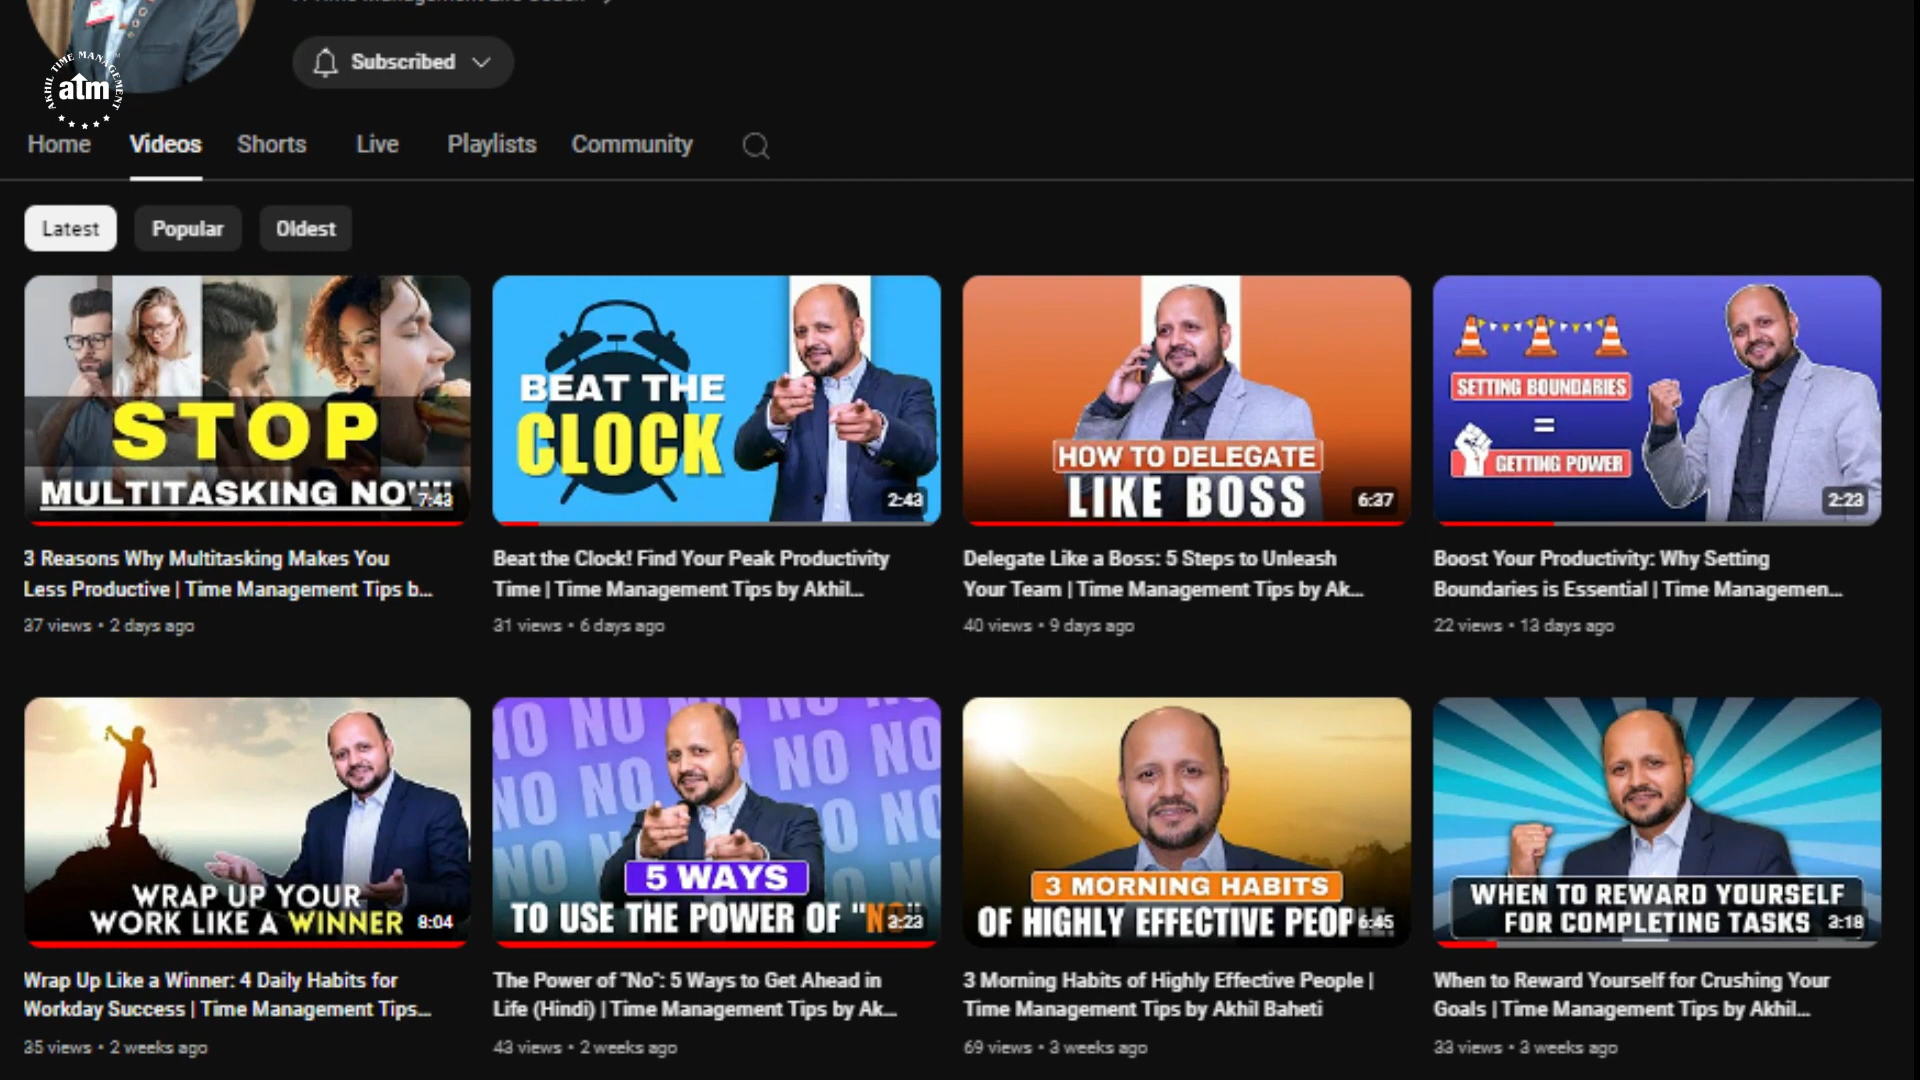 AKHIL TIME MANAGEMENT
atm
Subscribed
Home Videos Shorts Live Playlists Community
Latest Popular Oldest
STOP
MULTITASKING
7:43
BEAT THE
CLOCK
2:43
HOW TO DELEGATE
LIKE BOSS
6:37
SETTING BOUNDARIES
=
GETTING POWER
2:23
3 Reasons Why Multitasking Makes You
Less Productive | Time Management Tips b...
37 views • 2 days ago
Beat the Clock! Find Your Peak Productivity
Time | Time Management Tips by Akhil...
31 views • 6 days ago
Delegate Like a Boss: 5 Steps to Unleash
Your Team | Time Management Tips by Ak...
40 views • 9 days ago
Boost Your Productivity: Why Setting
Boundaries is Essential | Time Managemen...
22 views • 13 days ago
WRAP UP YOUR
WORK LIKE A WINNER
8:04
NO NO NO NO
NO NO NO NO
5 WAYS
TO USE THE POWER OF "NO"
3:23
3 MORNING HABITS
OF HIGHLY EFFECTIVE
6:45
WHEN TO REWARD YOURSELF
FOR COMPLETING TASKS
3:18
Wrap Up Like a Winner: 4 Daily Habits for
Workday Success | Time Management Tips...
35 views • 2 weeks ago
The Power of "No": 5 Ways to Get Ahead in
Life (Hindi) | Time Management Tips by Ak...
43 views • 2 weeks ago
3 Morning Habits of Highly Effective People |
Time Management Tips by Akhil Baheti
69 views • 3 weeks ago
When to Reward Yourself for Crushing Your
Goals | Time Management Tips by Akhil...
33 views • 3 weeks ago